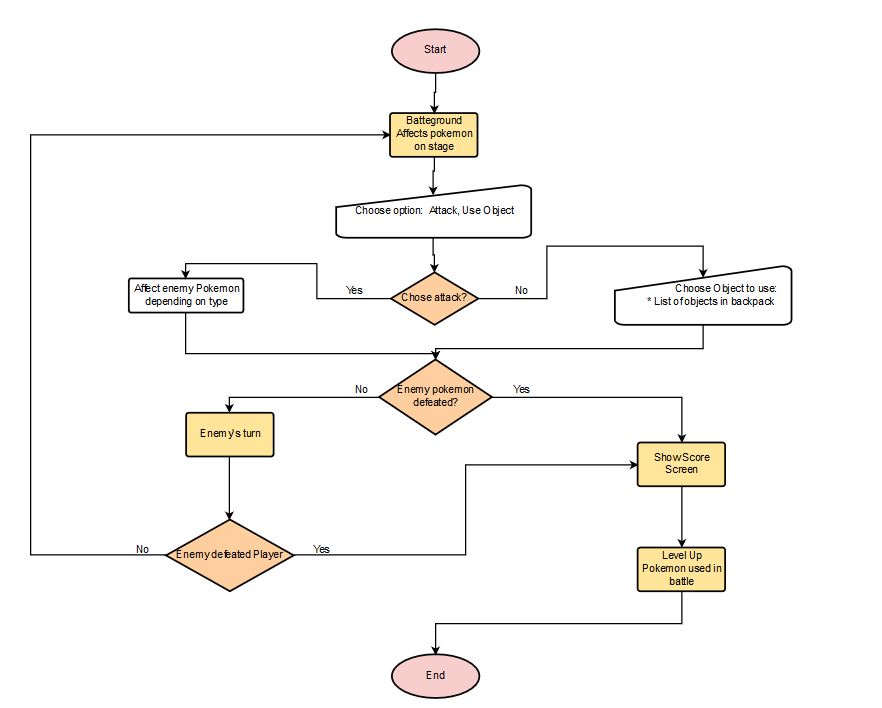 Start
Batteground
Affects pokemon
on stage
Choose option: Attack, Use Object
Yes
Chose attack?
No
Affect enemy Pokemon
depending on type
Choose Object to use:
* List of objects in backpack
No
Enemy pokemon
defeated?
Yes
Enemy's turn
Show Score
Screen
No
Enemy defeated Player
Yes
Level Up
Pokemon used in
battle
End